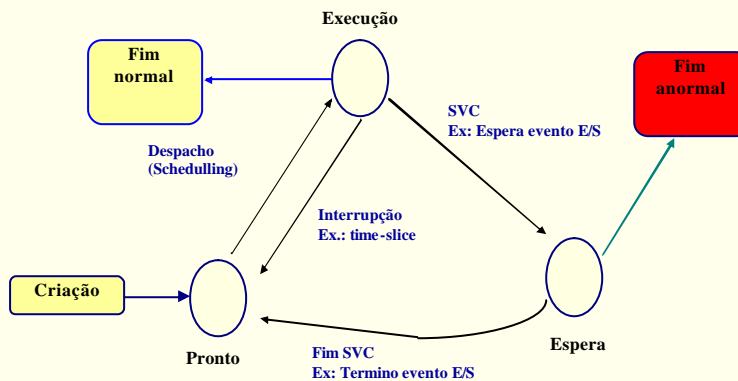 Execução
Fim
normal
Fim
anormal
SVC
Ex: Espera evento E/S
Despacho
(Schedulling)
Interrupção
Ex.: time-slice
Criação
Pronto
Espera
Fim SVC
Ex: Termino evento E/S